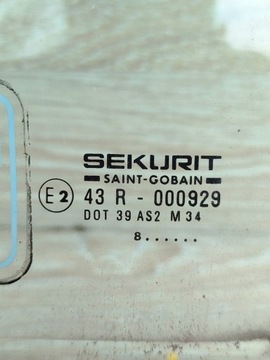 SEKURIT
SAINT-GOBAIN
E2 43 R - 000929
DOT 39 AS2 M 34
8......